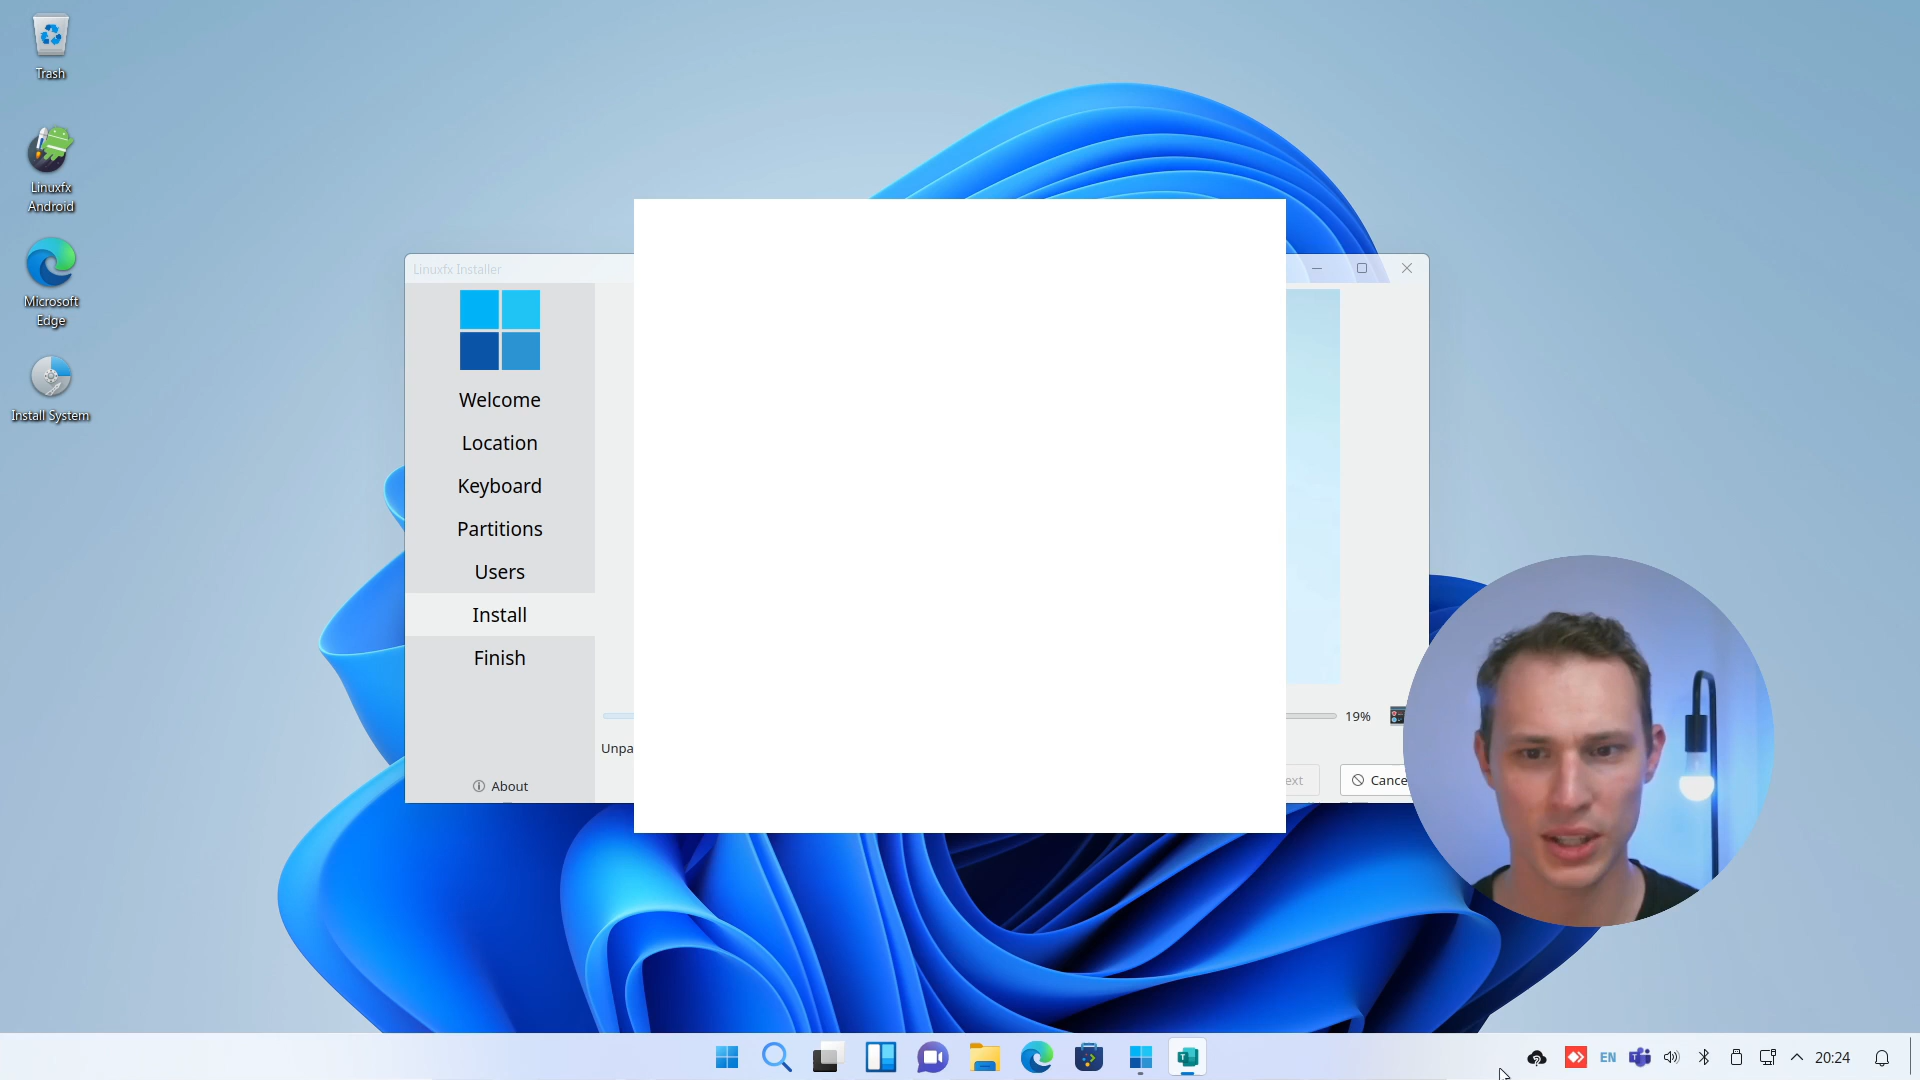 Trash
Linuxfx
Android
Microsoft
Edge
Install System
Linuxfx Installer
Welcome
Location
Keyboard
Partitions
Users
Install
Finish
About
19%
Unpa
ext
Cance
EN
20:24